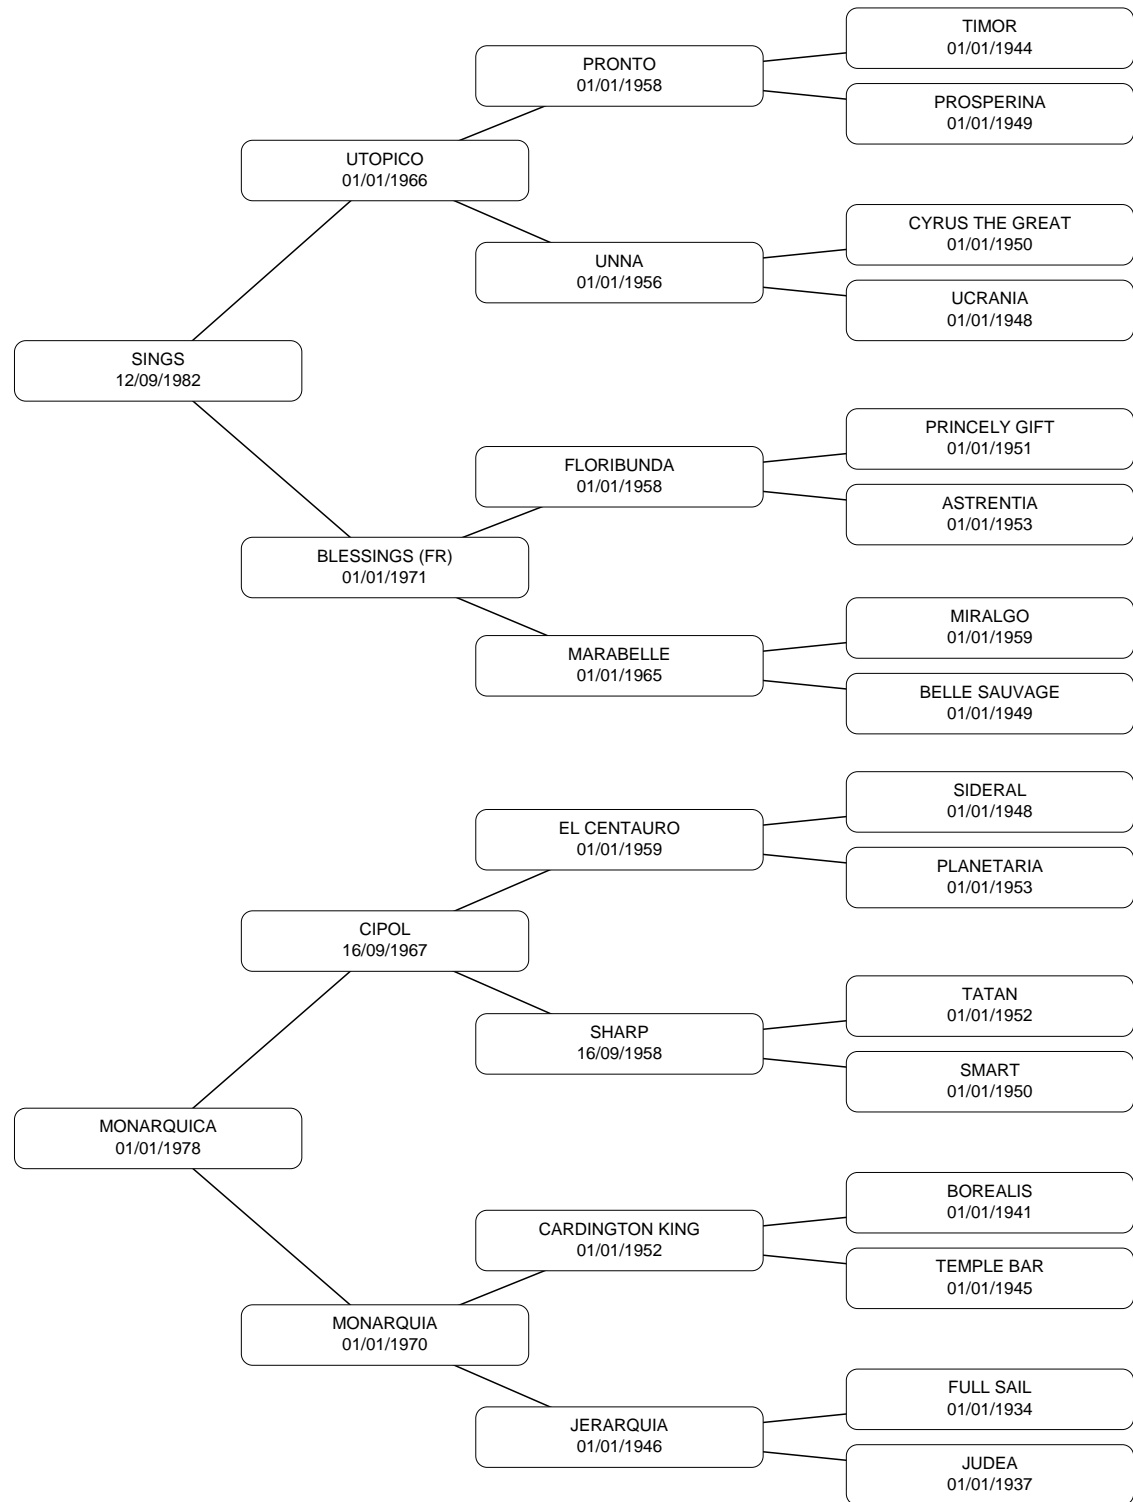 TIMOR
01/01/1944
PRONTO
01/01/1958
PROSPERINA
01/01/1949
UTOPICO
01/01/1966
CYRUS THE GREAT
01/01/1950
UNNA
01/01/1956
UCRANIA
01/01/1948
SINGS
12/09/1982
PRINCELY GIFT
01/01/1951
FLORIBUNDA
01/01/1958
ASTRENTIA
01/01/1953
BLESSINGS (FR)
01/01/1971
MIRALGO
01/01/1959
MARABELLE
01/01/1965
BELLE SAUVAGE
01/01/1949
SIDERAL
01/01/1948
EL CENTAURO
01/01/1959
PLANETARIA
01/01/1953
CIPOL
16/09/1967
TATAN
01/01/1952
SHARP
16/09/1958
SMART
01/01/1950
MONARQUICA
01/01/1978
BOREALIS
01/01/1941
CARDINGTON KING
01/01/1952
TEMPLE BAR
01/01/1945
MONARQUIA
01/01/1970
FULL SAIL
01/01/1934
JERARQUIA
01/01/1946
JUDEA
01/01/1937